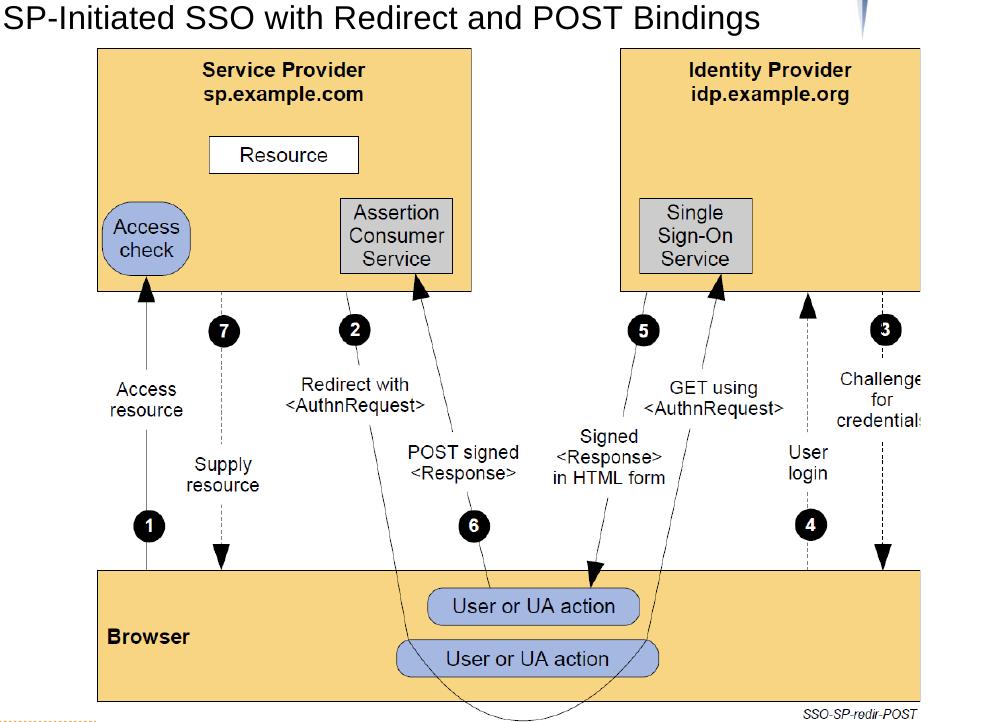 SP-Initiated SSO with Redirect and POST Bindings
Service Provider
sp.example.com
Identity Provider
idp.example.org
Resource
Access
check
Assertion
Consumer
Service
Single
Sign-On
Service
7
2
5
3
Access
resource
Redirect with
<AuthnRequest>
GET using
<AuthnRequest>
Challenge
for
credentials
Supply
resource
POST signed
<Response>
Signed
<Response>
in HTML form
User
login
1
6
4
User or UA action
Browser
User or UA action
SSO-SP-redir-POST